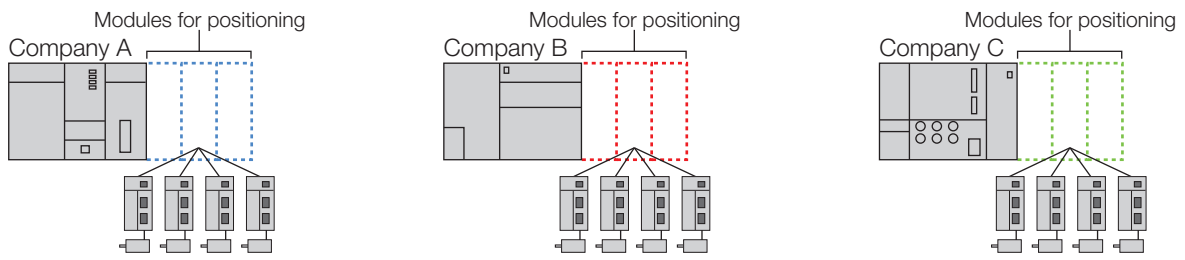 Modules for positioning
Company A
Modules for positioning
Company B
Modules for positioning
Company C